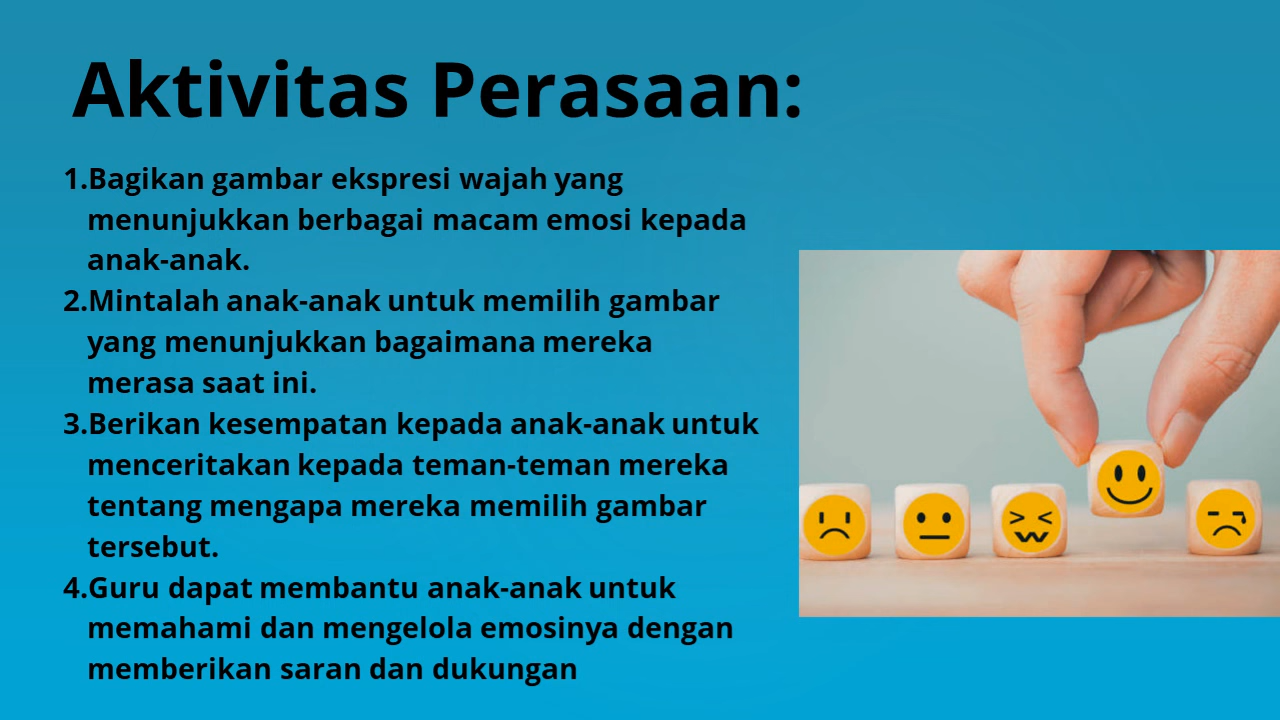 Aktivitas Perasaan:
1.Bagikan gambar ekspresi wajah yang
menunjukkan berbagai macam emosi kepada
anak-anak.
2.Mintalah anak-anak untuk memilih gambar
yang menunjukkan bagaimana mereka
merasa saat ini.
3.Berikan kesempatan kepada anak-anak untuk
menceritakan kepada teman-teman mereka
tentang mengapa mereka memilih gambar
tersebut.
4.Guru dapat membantu anak-anak untuk
memahami dan mengelola emosinya dengan
memberikan saran dan dukungan